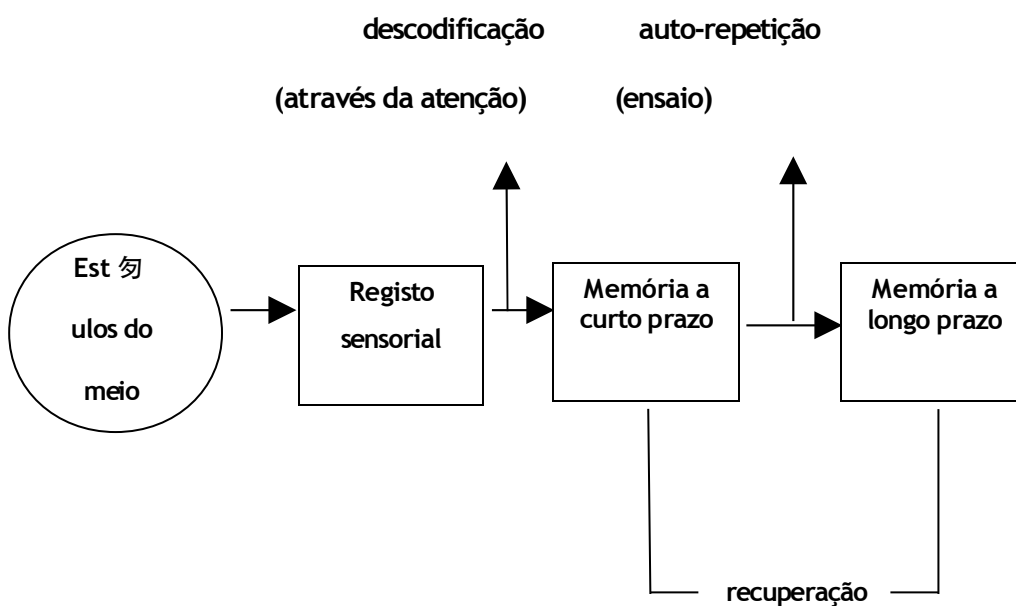 descodificação auto-repetição
(através da atenção) (ensaio)
Est 匇
ulos do
meio
Registo
sensorial
Memória a
curto prazo
Memória a
longo prazo
recuperação